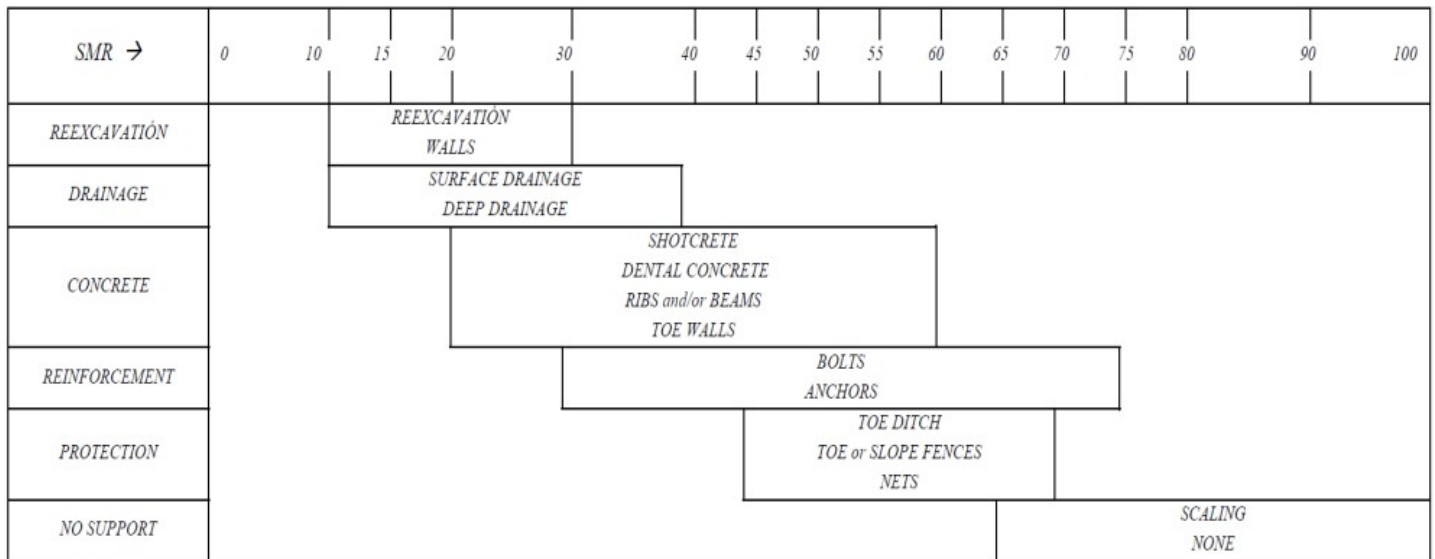 SMR → 0 10 15 20 30 40 45 50 55 60 65 70 75 80 90 100
REEXCAVATIÓN
REEXCAVATIÓN
WALLS
DRAINAGE
SURFACE DRAINAGE
DEEP DRAINAGE
CONCRETE
SHOTCRETE
DENTAL CONCRETE
RIBS and/or BEAMS
TOE WALLS
REINFORCEMENT
BOLTS
ANCHORS
PROTECTION
TOE DITCH
TOE or SLOPE FENCES
NETS
NO SUPPORT
SCALING
NONE